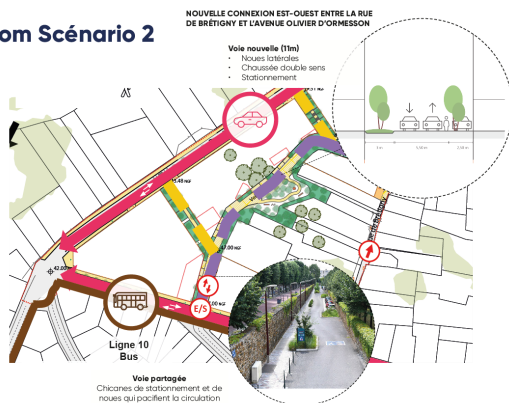 NOUVELLE CONNEXION EST-OUEST ENTRE LA RUE
DE BRÉTIGNY ET L'AVENUE OLIVIER D'ORMESSON
om Scénario 2
Voie nouvelle (11m)
• Noues latérales
• Chaussée double sens
• Stationnement
de Brétigny
E/S
Ligne 10
Bus
Voie partagée
Chicanes de stationnement et de
noues qui pacifient la circulation